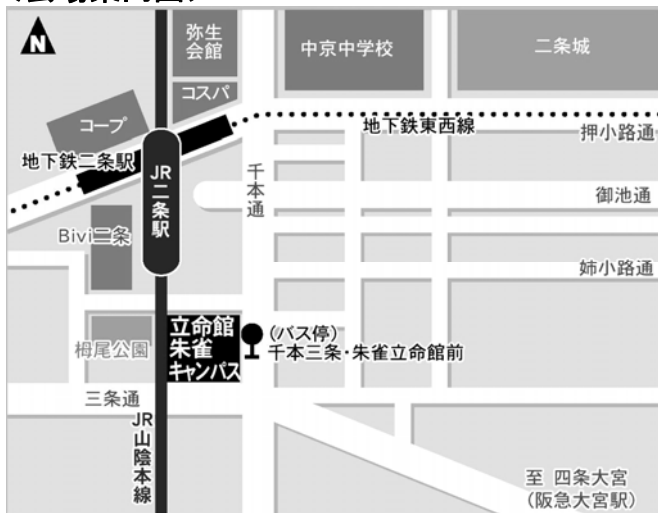 N
弥生
会館
中京中学校
二条城
コスパ
コープ
地下鉄東西線
押小路通
地下鉄二条駅
JR
二条駅
千本通
御池通
Bivi二条
姉小路通
立命館
朱雀
キャンパス
(バス停)
千本三条・朱雀立命館前
栂尾公園
三条通
JR
山陰本線
至 四条大宮
(阪急大宮駅)